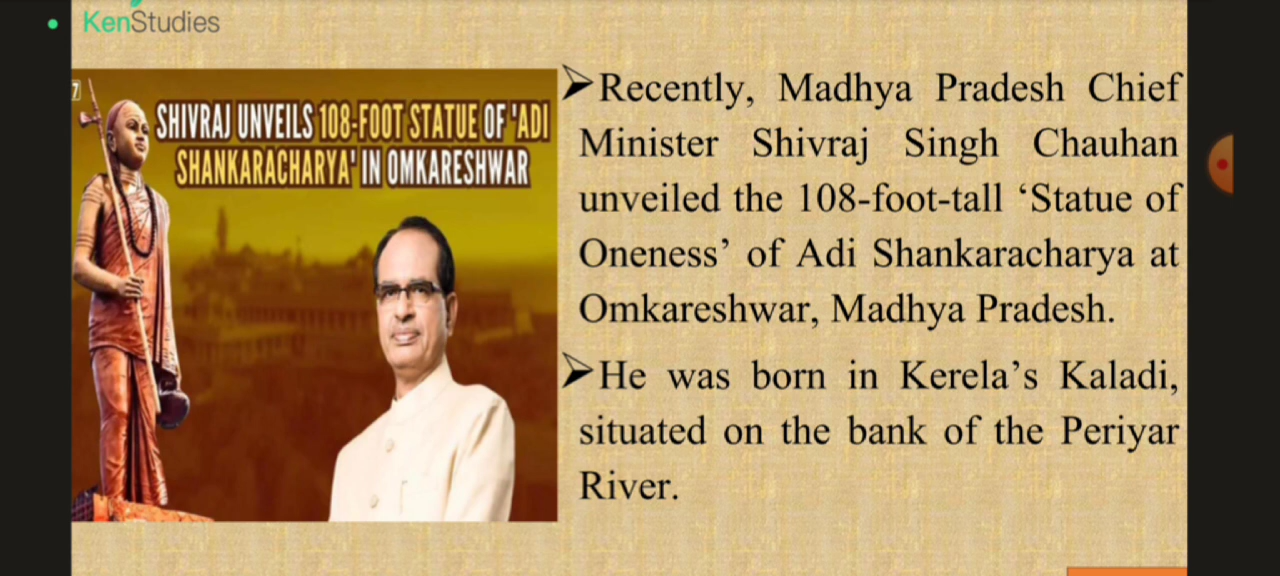 KenStudies
7
SHIVRAJ UNVEILS 108-FOOT STATUE OF 'ADI
SHANKARACHARYA' IN OMKARESHWAR
➢Recently, Madhya Pradesh Chief
Minister Shivraj Singh Chauhan
unveiled the 108-foot-tall ‘Statue of
Oneness’ of Adi Shankaracharya at
Omkareshwar, Madhya Pradesh.
➢He was born in Kerela’s Kaladi,
situated on the bank of the Periyar
River.